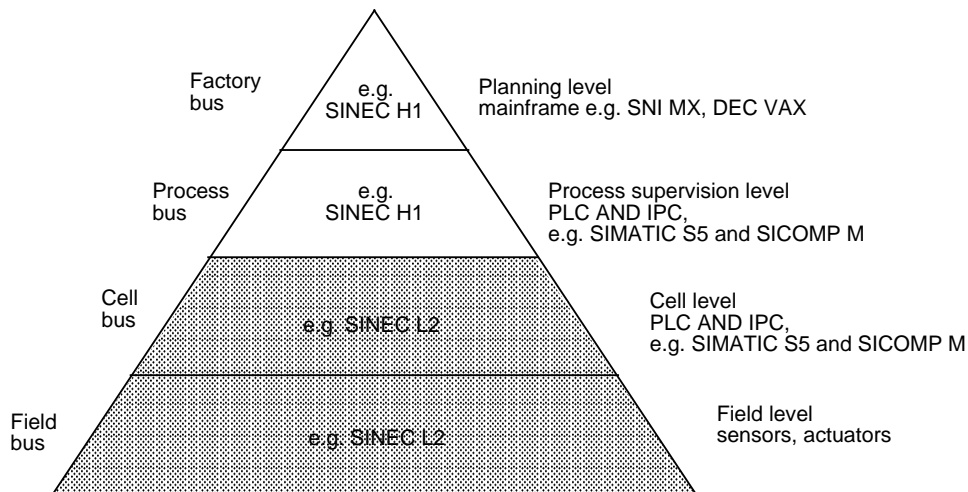 Factory
bus
e.g.
SINEC H1
Planning level
mainframe e.g. SNI MX, DEC VAX
Process
bus
e.g.
SINEC H1
Process supervision level
PLC AND IPC,
e.g. SIMATIC S5 and SICOMP M
Cell
bus
e.g. SINEC L2
Cell level
PLC AND IPC,
e.g. SIMATIC S5 and SICOMP M
Field
bus
e.g. SINEC L2
Field level
sensors, actuators